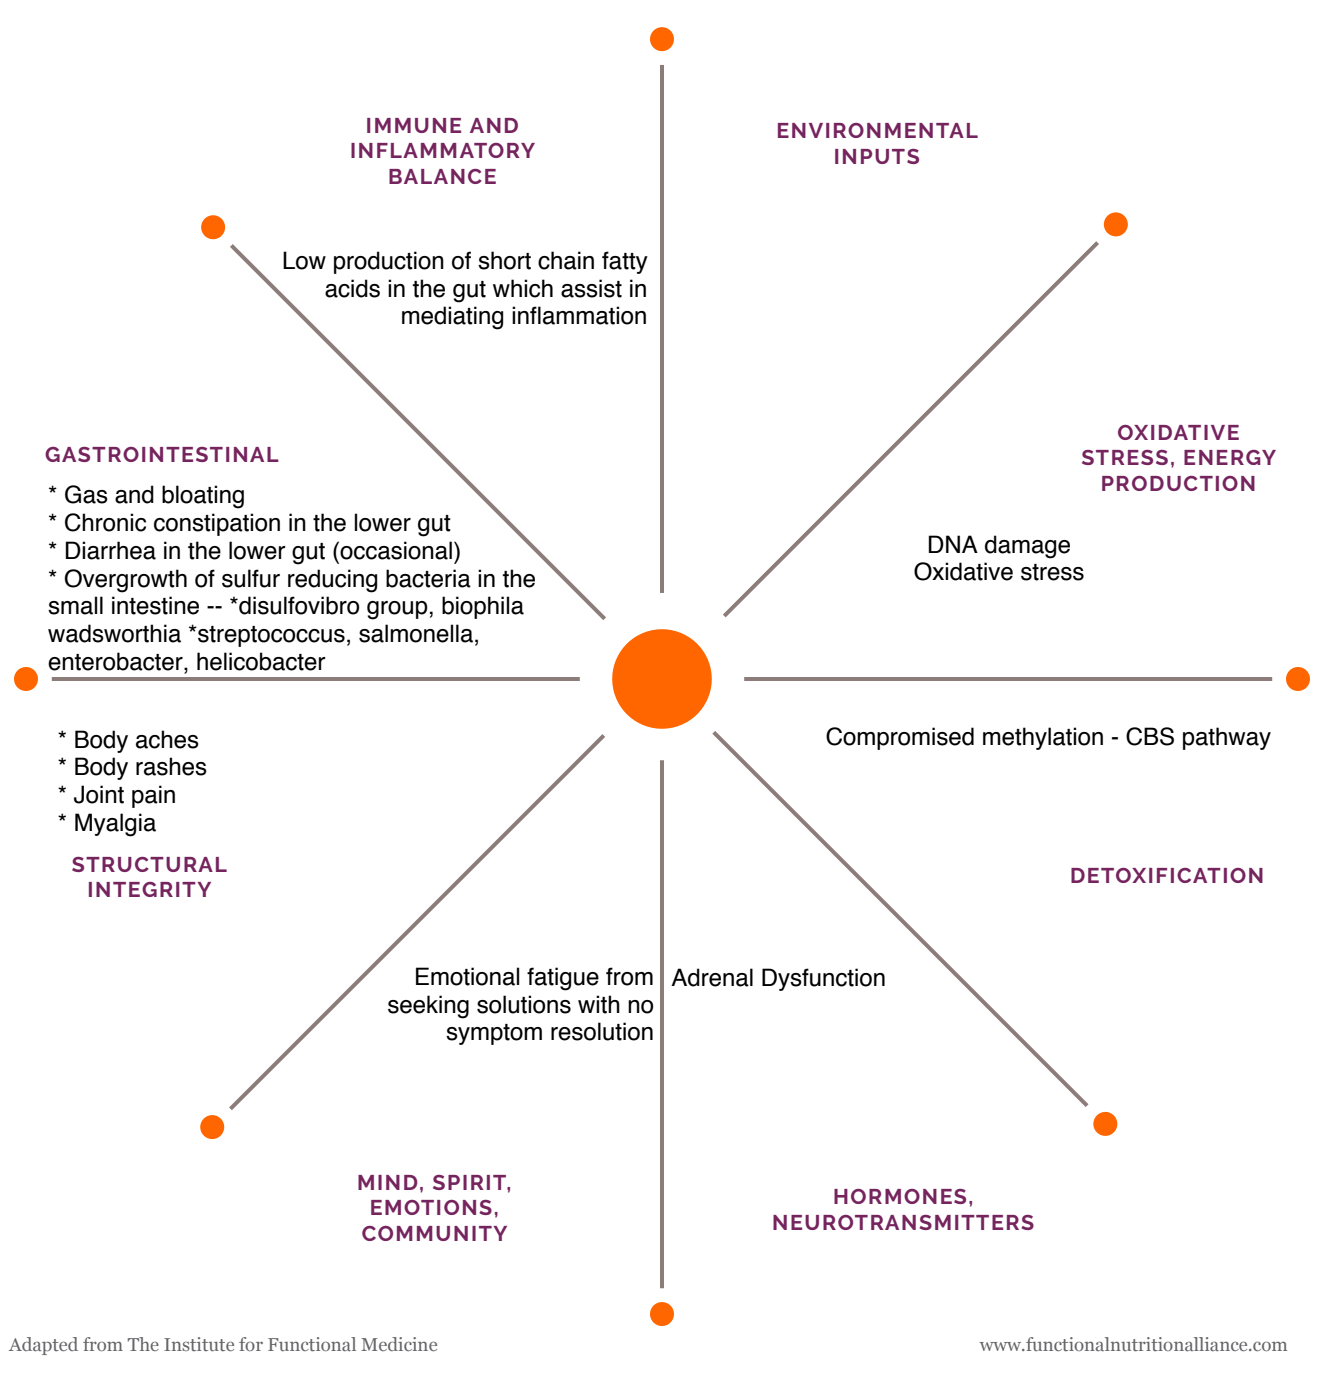 IMMUNE AND
INFLAMMATORY
BALANCE
ENVIRONMENTAL
INPUTS
Low production of short chain fatty
acids in the gut which assist in
mediating inflammation
GASTROINTESTINAL
* Gas and bloating
* Chronic constipation in the lower gut
* Diarrhea in the lower gut (occasional)
* Overgrowth of sulfur reducing bacteria in the
small intestine -- *disulfovibro group, biophila
wadsworthia *streptococcus, salmonella,
enterobacter, helicobacter
OXIDATIVE
STRESS, ENERGY
PRODUCTION
DNA damage
Oxidative stress
* Body aches
* Body rashes
* Joint pain
* Myalgia
STRUCTURAL
INTEGRITY
Compromised methylation - CBS pathway
DETOXIFICATION
Emotional fatigue from
seeking solutions with no
symptom resolution
Adrenal Dysfunction
MIND, SPIRIT,
EMOTIONS,
COMMUNITY
HORMONES,
NEUROTRANSMITTERS
Adapted from The Institute for Functional Medicine
www.functionalnutritionalliance.com